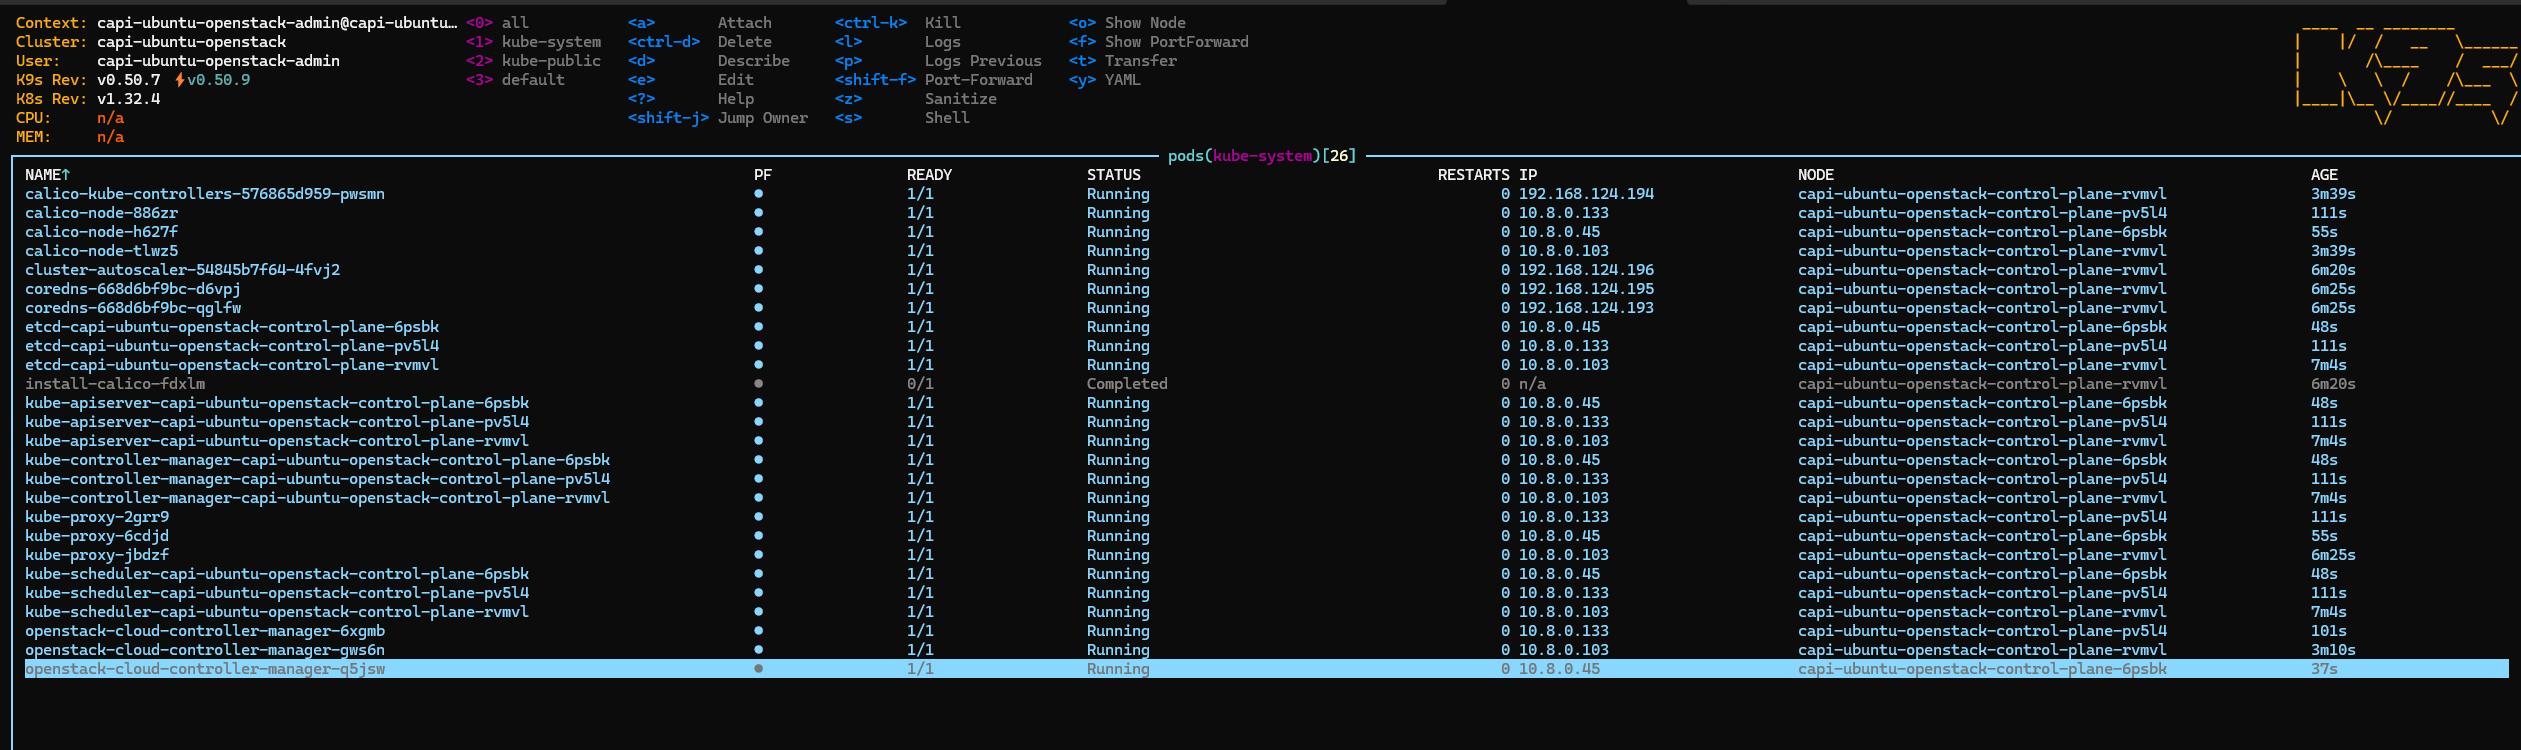 Context: capi-ubuntu-openstack-admin@capi-ubuntu… <0> all <a> Attach <ctrl-k> Kill <o> Show Node
Cluster: capi-ubuntu-openstack <1> kube-system <ctrl-d> Delete <l> Logs <f> Show PortForward
User: capi-ubuntu-openstack-admin <2> kube-public <d> Describe <p> Logs Previous <t> Transfer
K9s Rev: v0.50.7 ⚡v0.50.9 <3> default <e> Edit <shift-f> Port-Forward <y> YAML
K8s Rev: v1.32.4 <?> Help <z> Sanitize
CPU: n/a <shift-j> Jump Owner <s> Shell
MEM: n/a
pods(kube-system)[26]
NAME↑ PF READY STATUS RESTARTS IP NODE AGE
calico-kube-controllers-576865d959-pwsmn ● 1/1 Running 0 192.168.124.194 capi-ubuntu-openstack-control-plane-rvmvl 3m39s
calico-node-886zr ● 1/1 Running 0 10.8.0.133 capi-ubuntu-openstack-control-plane-pv5l4 111s
calico-node-h627f ● 1/1 Running 0 10.8.0.45 capi-ubuntu-openstack-control-plane-6psbk 55s
calico-node-tlwz5 ● 1/1 Running 0 10.8.0.103 capi-ubuntu-openstack-control-plane-rvmvl 3m39s
cluster-autoscaler-54845b7f64-4fvj2 ● 1/1 Running 0 192.168.124.196 capi-ubuntu-openstack-control-plane-rvmvl 6m20s
coredns-668d6bf9bc-d6vpj ● 1/1 Running 0 192.168.124.195 capi-ubuntu-openstack-control-plane-rvmvl 6m25s
coredns-668d6bf9bc-qglfw ● 1/1 Running 0 192.168.124.193 capi-ubuntu-openstack-control-plane-rvmvl 6m25s
etcd-capi-ubuntu-openstack-control-plane-6psbk ● 1/1 Running 0 10.8.0.45 capi-ubuntu-openstack-control-plane-6psbk 48s
etcd-capi-ubuntu-openstack-control-plane-pv5l4 ● 1/1 Running 0 10.8.0.133 capi-ubuntu-openstack-control-plane-pv5l4 111s
etcd-capi-ubuntu-openstack-control-plane-rvmvl ● 1/1 Running 0 10.8.0.103 capi-ubuntu-openstack-control-plane-rvmvl 7m4s
install-calico-fdxlm ● 0/1 Completed 0 n/a capi-ubuntu-openstack-control-plane-rvmvl 6m20s
kube-apiserver-capi-ubuntu-openstack-control-plane-6psbk ● 1/1 Running 0 10.8.0.45 capi-ubuntu-openstack-control-plane-6psbk 48s
kube-apiserver-capi-ubuntu-openstack-control-plane-pv5l4 ● 1/1 Running 0 10.8.0.133 capi-ubuntu-openstack-control-plane-pv5l4 111s
kube-apiserver-capi-ubuntu-openstack-control-plane-rvmvl ● 1/1 Running 0 10.8.0.103 capi-ubuntu-openstack-control-plane-rvmvl 7m4s
kube-controller-manager-capi-ubuntu-openstack-control-plane-6psbk ● 1/1 Running 0 10.8.0.45 capi-ubuntu-openstack-control-plane-6psbk 48s
kube-controller-manager-capi-ubuntu-openstack-control-plane-pv5l4 ● 1/1 Running 0 10.8.0.133 capi-ubuntu-openstack-control-plane-pv5l4 111s
kube-controller-manager-capi-ubuntu-openstack-control-plane-rvmvl ● 1/1 Running 0 10.8.0.103 capi-ubuntu-openstack-control-plane-rvmvl 7m4s
kube-proxy-2grr9 ● 1/1 Running 0 10.8.0.133 capi-ubuntu-openstack-control-plane-pv5l4 111s
kube-proxy-6cdjd ● 1/1 Running 0 10.8.0.45 capi-ubuntu-openstack-control-plane-6psbk 55s
kube-proxy-jbdzf ● 1/1 Running 0 10.8.0.103 capi-ubuntu-openstack-control-plane-rvmvl 6m25s
kube-scheduler-capi-ubuntu-openstack-control-plane-6psbk ● 1/1 Running 0 10.8.0.45 capi-ubuntu-openstack-control-plane-6psbk 48s
kube-scheduler-capi-ubuntu-openstack-control-plane-pv5l4 ● 1/1 Running 0 10.8.0.133 capi-ubuntu-openstack-control-plane-pv5l4 111s
kube-scheduler-capi-ubuntu-openstack-control-plane-rvmvl ● 1/1 Running 0 10.8.0.103 capi-ubuntu-openstack-control-plane-rvmvl 7m4s
openstack-cloud-controller-manager-6xgmb ● 1/1 Running 0 10.8.0.133 capi-ubuntu-openstack-control-plane-pv5l4 101s
openstack-cloud-controller-manager-gws6n ● 1/1 Running 0 10.8.0.103 capi-ubuntu-openstack-control-plane-rvmvl 3m10s
openstack-cloud-controller-manager-q5jsw ● 1/1 Running 0 10.8.0.45 capi-ubuntu-openstack-control-plane-6psbk 37s